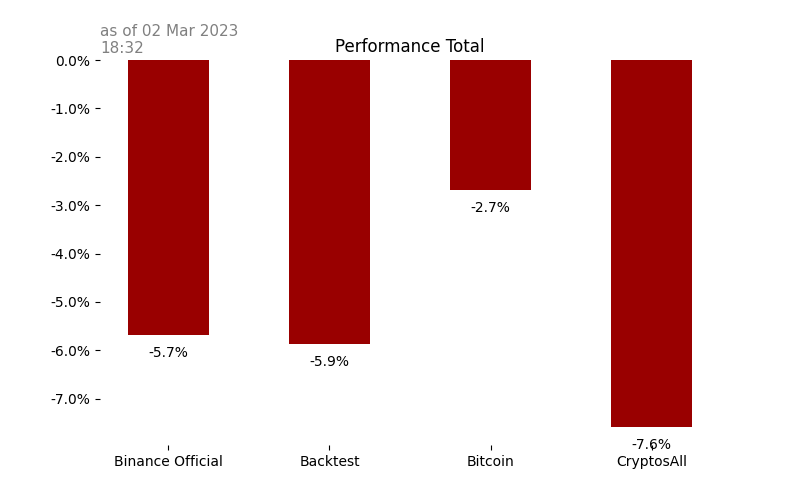 as of 02 Mar 2023
18:32
Performance Total
0.0%
-1.0%
-2.0%
-3.0%
-4.0%
-5.0%
-6.0%
-7.0%
-5.7%
-5.9%
-2.7%
-7.6%
Binance Official
Backtest
Bitcoin
CryptosAll